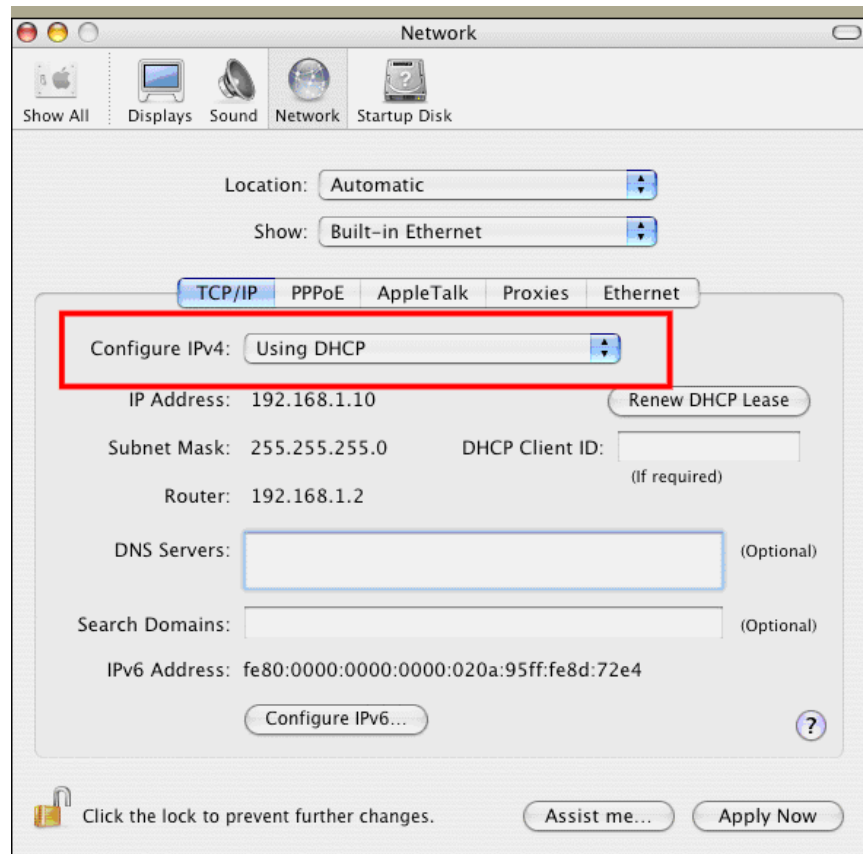 Network
Show All Displays Sound Network Startup Disk
Location: Automatic
Show: Built-in Ethernet
TCP/IP PPPoE AppleTalk Proxies Ethernet
Configure IPv4: Using DHCP
IP Address: 192.168.1.10 Renew DHCP Lease
Subnet Mask: 255.255.255.0 DHCP Client ID:
(If required)
Router: 192.168.1.2
DNS Servers: (Optional)
Search Domains: (Optional)
IPv6 Address: fe80:0000:0000:0000:020a:95ff:fe8d:72e4
Configure IPv6...
?
Click the lock to prevent further changes. Assist me... Apply Now